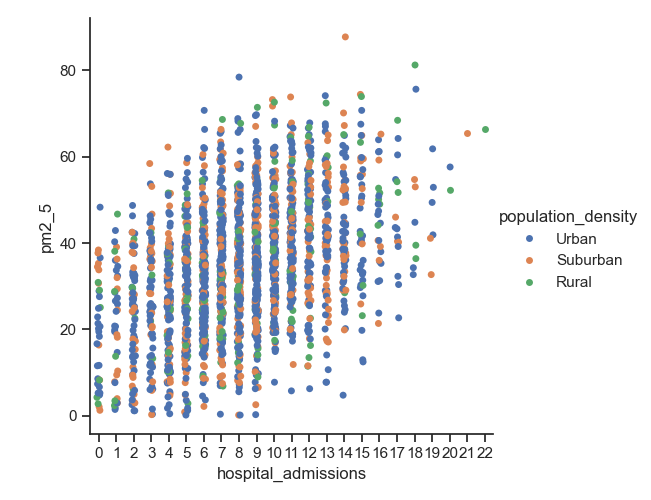 80
60
40
20
0
pm2_5
0 1 2 3 4 5 6 7 8 9 10 11 12 13 14 15 16 17 18 19 20 21 22
hospital_admissions
population_density
Urban
Suburban
Rural